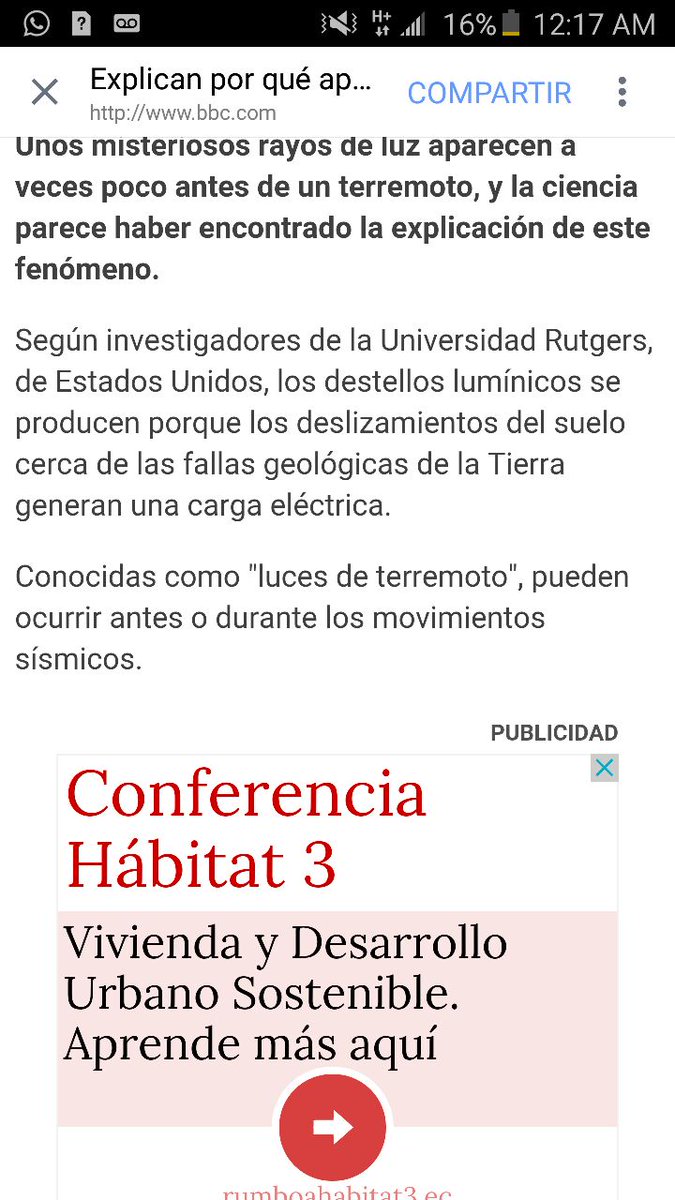 16% 12:17 AM
Explican por qué ap...
COMPARTIR
http://www.bbc.com
Unos misteriosos rayos de luz aparecen a
veces poco antes de un terremoto, y la ciencia
parece haber encontrado la explicación de este
fenómeno.
Según investigadores de la Universidad Rutgers,
de Estados Unidos, los destellos lumínicos se
producen porque los deslizamientos del suelo
cerca de las fallas geológicas de la Tierra
generan una carga eléctrica.
Conocidas como "luces de terremoto", pueden
ocurrir antes o durante los movimientos
sísmicos.
PUBLICIDAD
Conferencia
Hábitat 3
Vivienda y Desarrollo
Urbano Sostenible.
Aprende más aquí
rumboahabitat3.ec